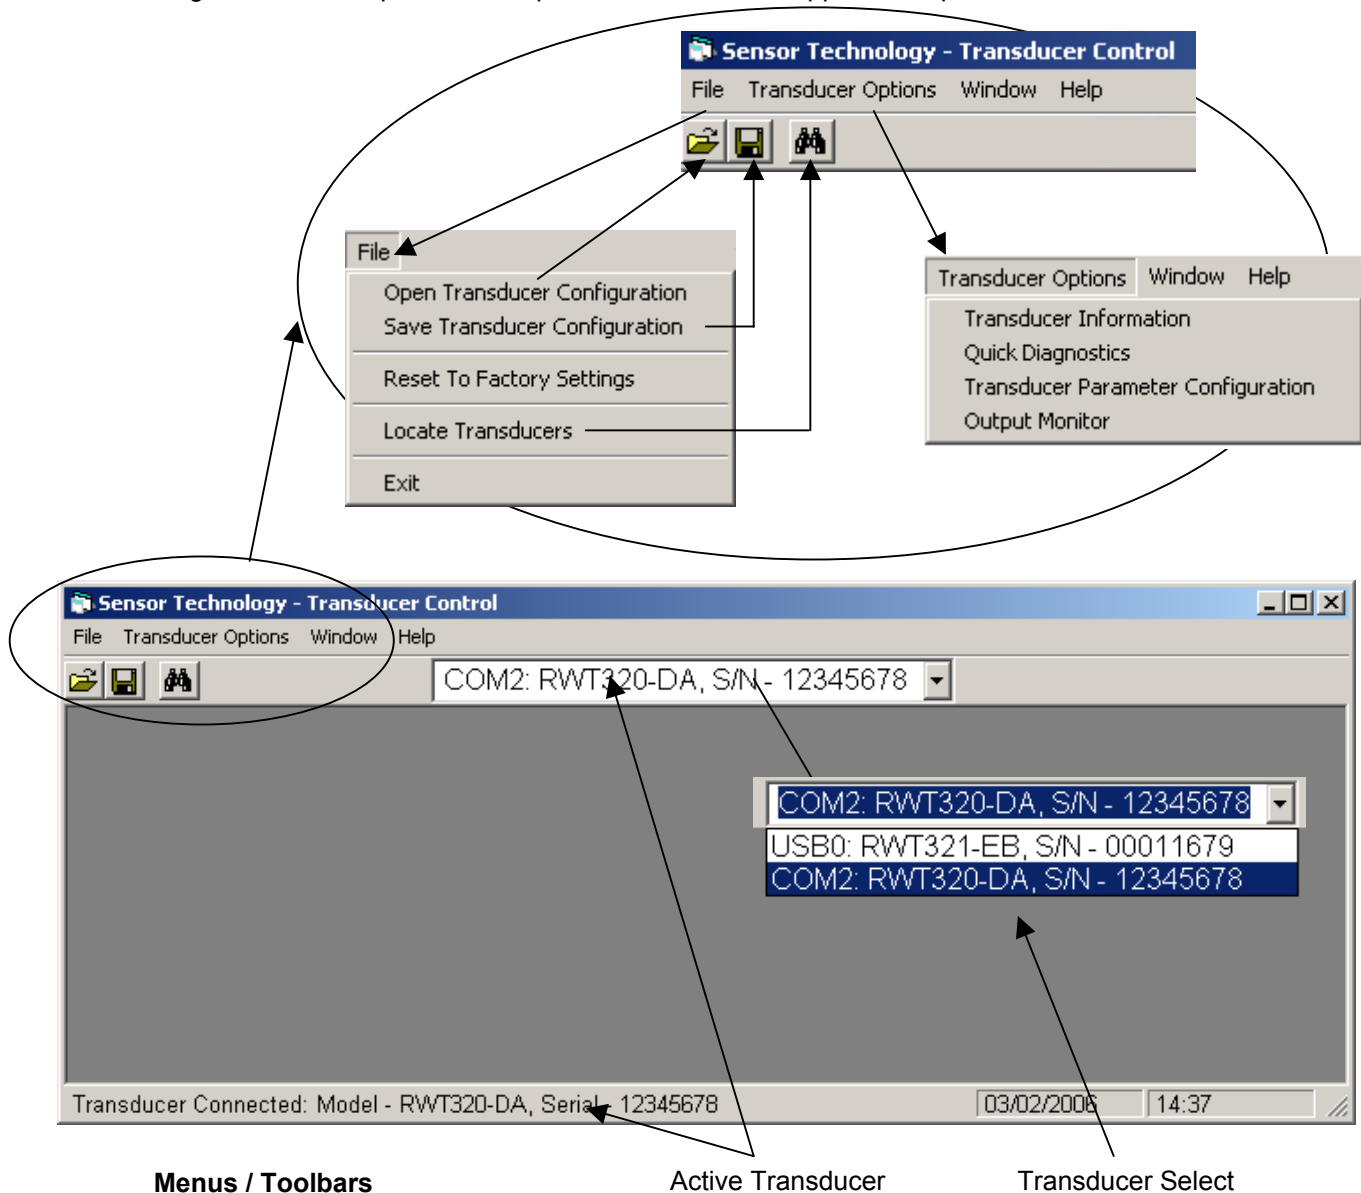 Sensor Technology - Transducer Control
File Transducer Options Window Help
File
Open Transducer Configuration
Save Transducer Configuration
Reset To Factory Settings
Locate Transducers
Exit
Transducer Options Window Help
Transducer Information
Quick Diagnostics
Transducer Parameter Configuration
Output Monitor
Sensor Technology - Transducer Control
File Transducer Options Window Help
COM2: RWT320-DA, S/N - 12345678
COM2: RWT320-DA, S/N - 12345678
USB0: RWT321-EB, S/N - 00011679
COM2: RWT320-DA, S/N - 12345678
Transducer Connected: Model - RWT320-DA, Serial - 12345678 03/02/2006 14:37
Menus / Toolbars Active Transducer Transducer Select